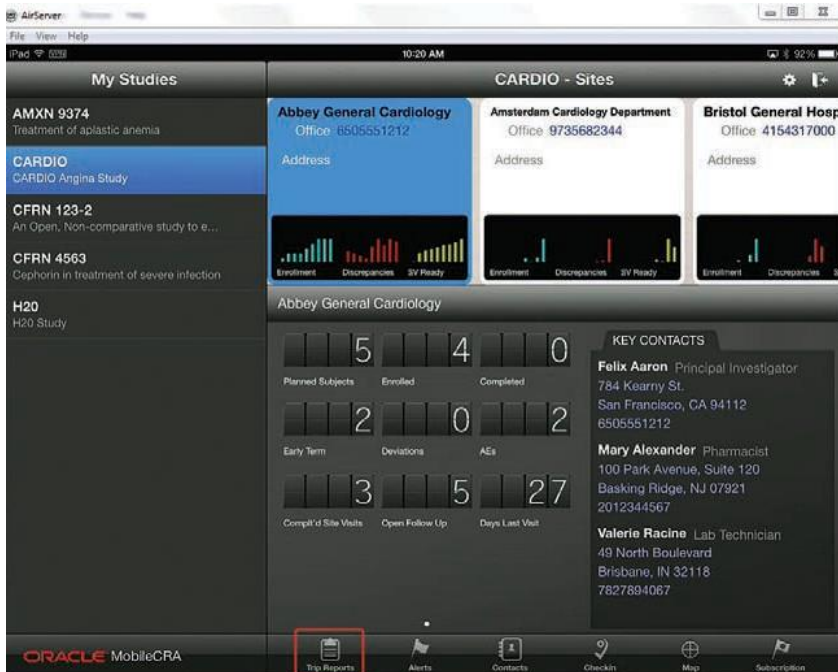 AirServer
File View Help
iPad
10:20 AM
92%
My Studies
CARDIO - Sites
AMXN 9374
Treatment of aplastic anemia
CARDIO
CARDIO Angina Study
CFRN 123-2
An Open, Non-comparative study to e...
CFRN 4563
Cephorin in treatment of severe infection
H20
H20 Study
Abbey General Cardiology
Office 6505551212
Address
Enrollment Discrepancies SV Ready
Amsterdam Cardiology Department
Office 9735682344
Address
Enrollment Discrepancies SV Ready
Bristol General Hosp
Office 4154317000
Address
Enrollment Discrepancies S
Abbey General Cardiology
5 4 0
Planned Subjects Enrolled Completed
2 0 2
Early Term Deviations AEs
3 5 27
Complt'd Site Visits Open Follow Up Days Last Visit
KEY CONTACTS
Felix Aaron Principal Investigator
784 Kearny St.
San Francisco, CA 94112
6505551212
Mary Alexander Pharmacist
100 Park Avenue, Suite 120
Basking Ridge, NJ 07921
2012344567
Valerie Racine Lab Technician
49 North Boulevard
Brisbane, IN 32118
7827894067
ORACLE MobileCRA
Trip Reports Alerts Contacts Checkin Map Subscription